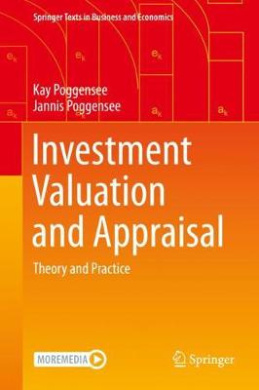 Springer Texts in Business and Economics
Kay Poggensee
Jannis Poggensee
Investment
Valuation
and Appraisal
Theory and Practice
MOREMEDIA
Springer